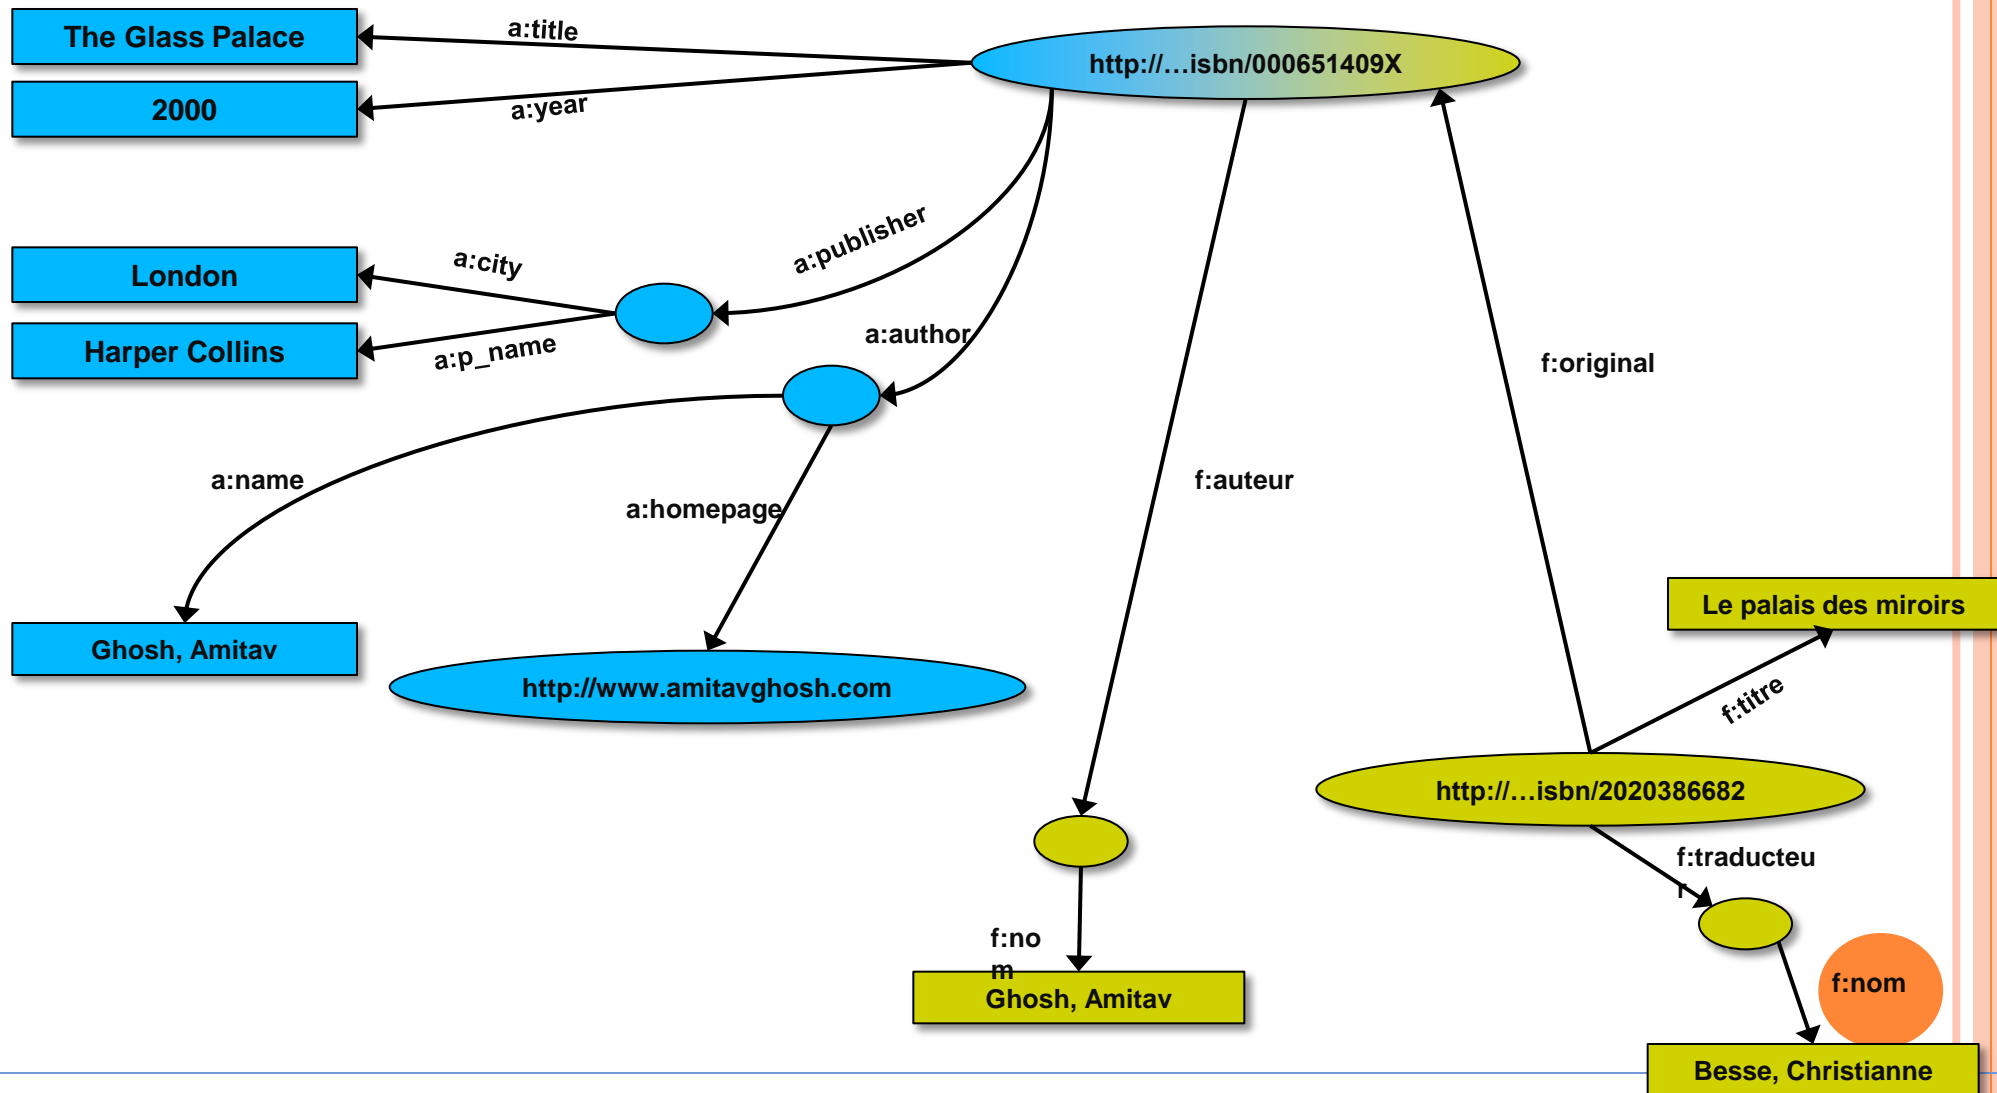 The Glass Palace
a:title
http://…isbn/000651409X
2000
a:year
a:publisher
London
a:city
Harper Collins
a:p_name
a:author
f:original
a:name
a:homepage
f:auteur
Le palais des miroirs
Ghosh, Amitav
http://www.amitavghosh.com
f:titre
http://…isbn/2020386682
f:traducteu
r
f:no
m
Ghosh, Amitav
f:nom
Besse, Christianne